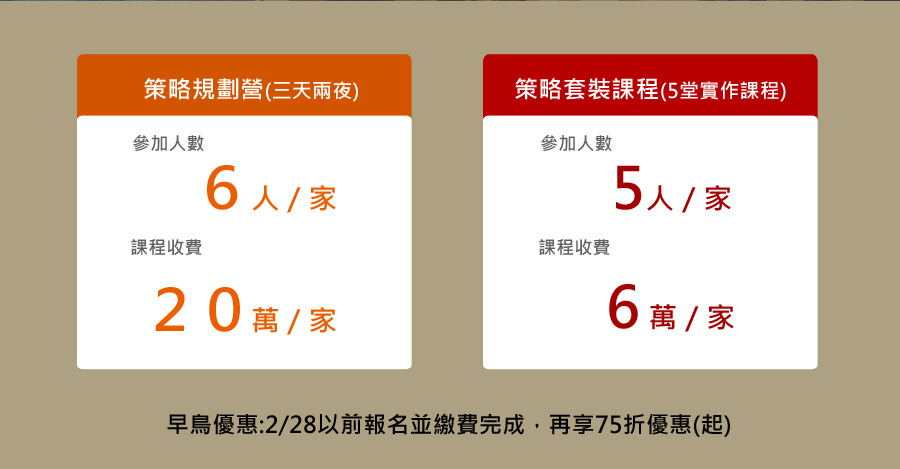 策略規劃營(三天兩夜)
參加人數
6人/家
課程收費
20萬/家
策略套裝課程(5堂實作課程)
參加人數
5人/家
課程收費
6萬/家
早鳥優惠:2/28以前報名並繳費完成，再享75折優惠(起)